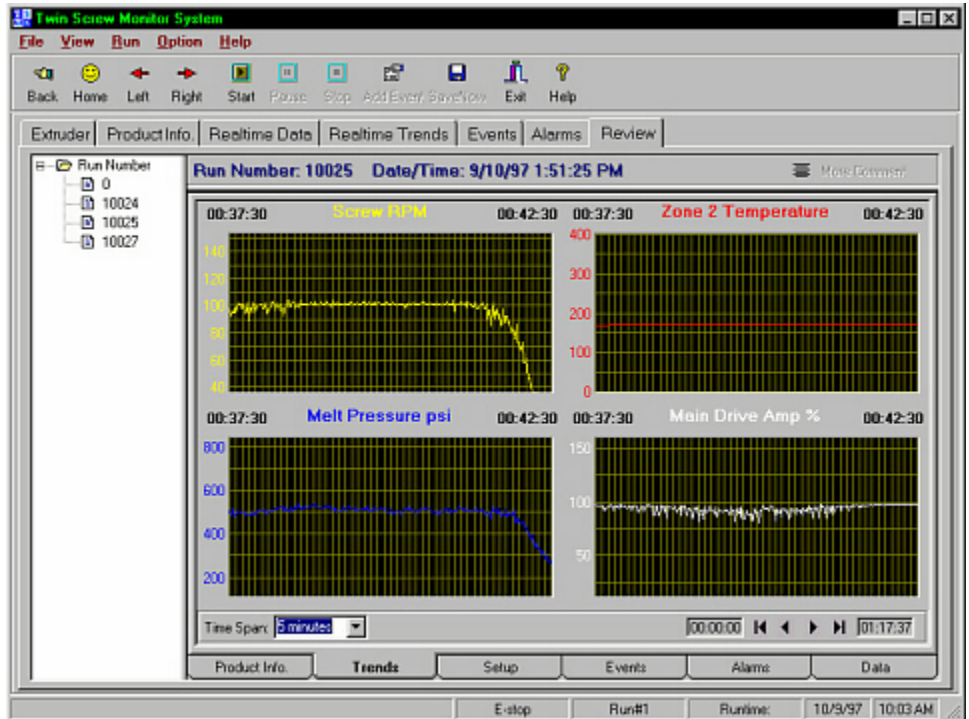 Twin Screw Monitor System
File View Run Option Help
Back Home Left Right Start Pause Stop Add Event SaveNow Exit Help
Extruder Product Info. Realtime Data Realtime Trends Events Alarms Review
Run Number
0
10024
10025
10027
Run Number: 10025 Date/Time: 9/10/97 1:51:25 PM More Comment
00:37:30 Screw RPM 00:42:30
140
120
100
80
60
40
00:37:30 Zone 2 Temperature 00:42:30
400
300
200
100
0
00:37:30 Melt Pressure psi 00:42:30
800
600
400
200
00:37:30 Main Drive Amp % 00:42:30
150
100
50
Time Span: 5 minutes 00:00:00 01:17:37
Product Info. Trends Setup Events Alarms Data
E-stop Run#1 Runtime: 10/9/97 10:03 AM